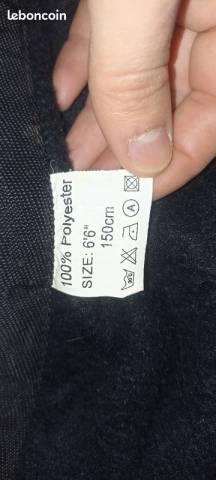 leboncoin
100% Polyester
SIZE: 6'6"
150cm
A